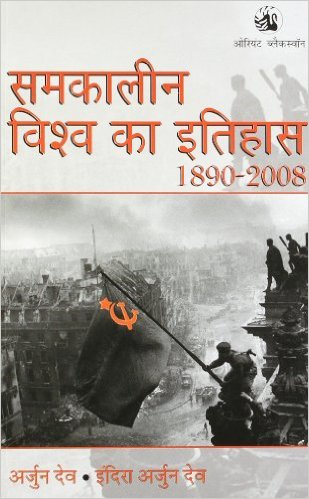 ओरियंट ब्लैकस्वॉन
समकालीन
विश्व का इतिहास
1890-2008
अर्जुन देव • इंदिरा अर्जुन देव